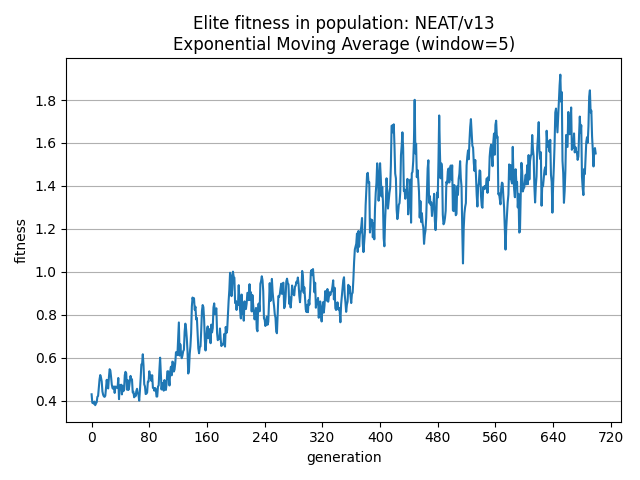 Elite fitness in population: NEAT/v13
Exponential Moving Average (window=5)
fitness
1.8
1.6
1.4
1.2
1.0
0.8
0.6
0.4
0 80 160 240 320 400 480 560 640 720
generation